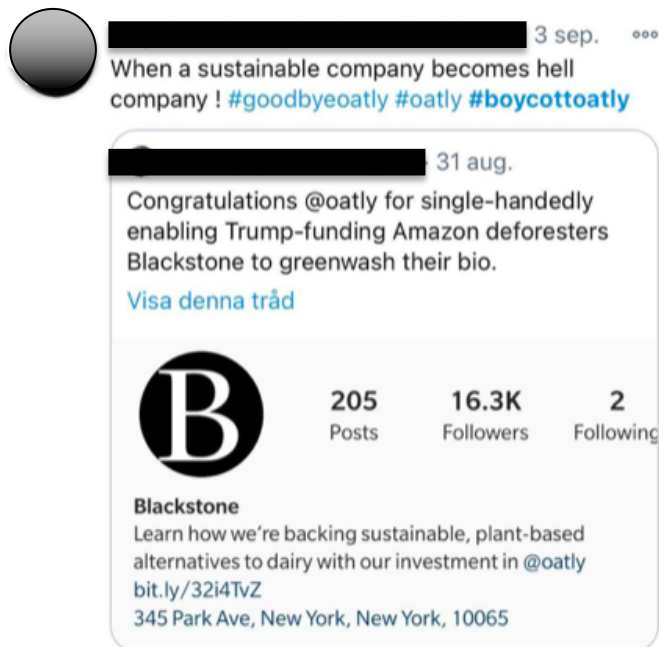 3 sep.
When a sustainable company becomes hell
company ! #goodbyeoatly #oatly #boycottoatly
31 aug.
Congratulations @oatly for single-handedly
enabling Trump-funding Amazon deforesters
Blackstone to greenwash their bio.
Visa denna tråd
B
205 16.3K 2
Posts Followers Following
Blackstone
Learn how we're backing sustainable, plant-based
alternatives to dairy with our investment in @oatly
bit.ly/32i4TvZ
345 Park Ave, New York, New York, 10065